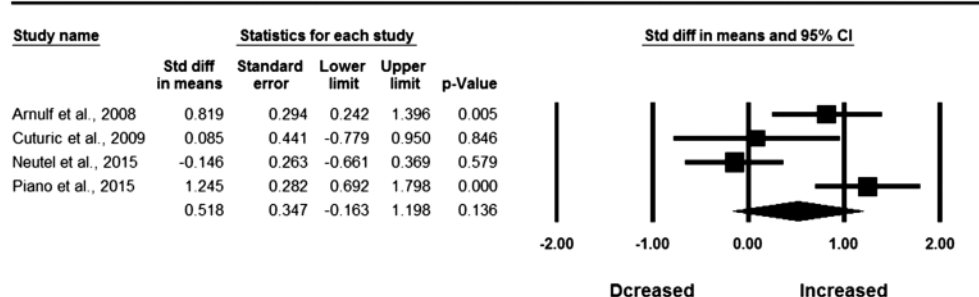 Study name Statistics for each study Std diff in means and 95% CI
Std diff Standard Lower Upper
in means error limit limit p-Value
Arnulf et al., 2008 0.819 0.294 0.242 1.396 0.005
Cuturic et al., 2009 0.085 0.441 -0.779 0.950 0.846
Neutel et al., 2015 -0.146 0.263 -0.661 0.369 0.579
Piano et al., 2015 1.245 0.282 0.692 1.798 0.000
0.518 0.347 -0.163 1.198 0.136
-2.00 -1.00 0.00 1.00 2.00
Dcreased Increased